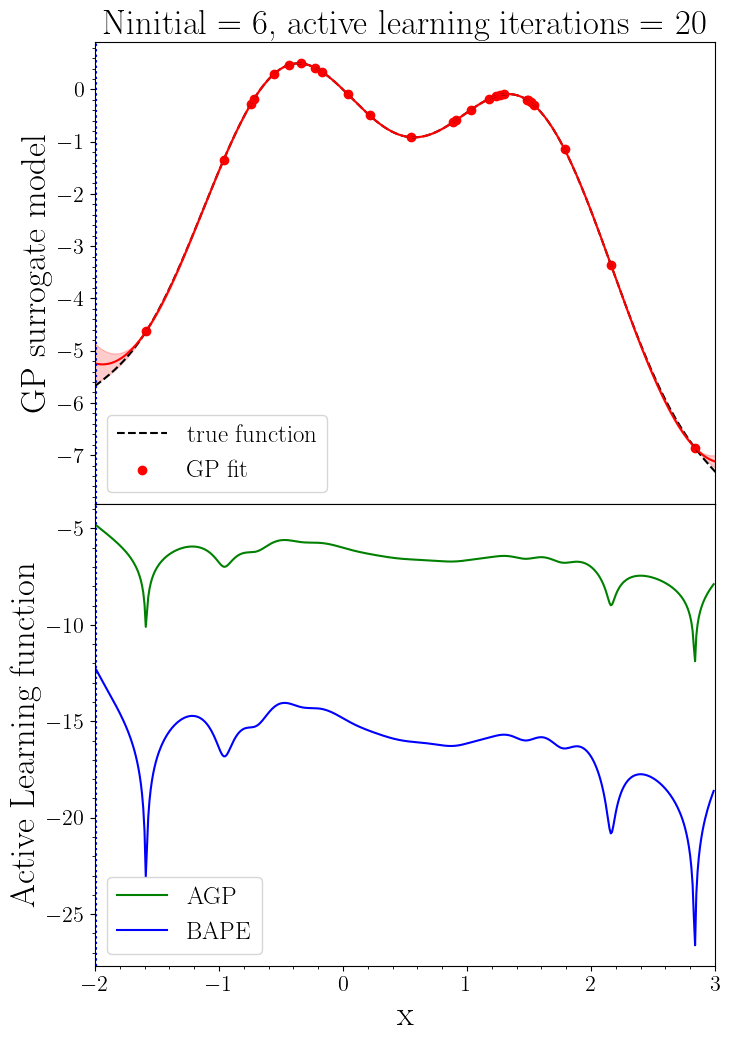 Ninitial = 6, active learning iterations = 20
GP surrogate model
0
−1
−2
−3
−4
−5
−6
−7
true function
GP fit
Active Learning function
−5
−10
−15
−20
−25
AGP
BAPE
−2
−1
0
1
2
3
x